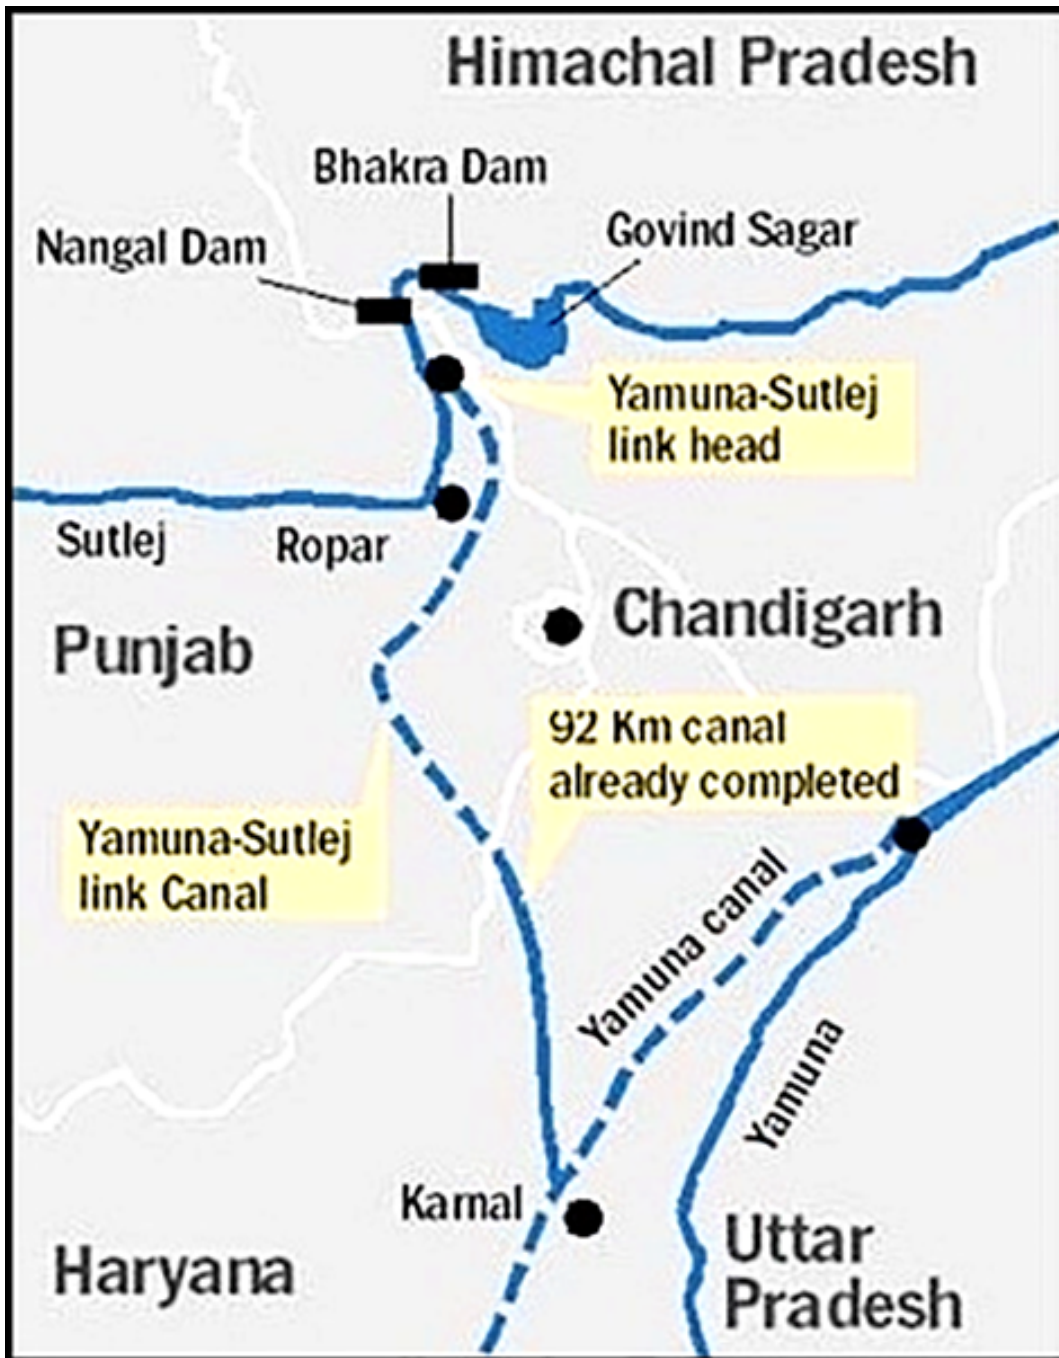 Himachal Pradesh
Bhakra Dam
Govind Sagar
Nangal Dam
Yamuna-Sutlej
link head
Sutlej
Ropar
Chandigarh
Punjab
92 Km canal
already completed
Yamuna-Sutlej
link Canal
Yamuna canal
Yamuna
Karnal
Uttar
Pradesh
Haryana